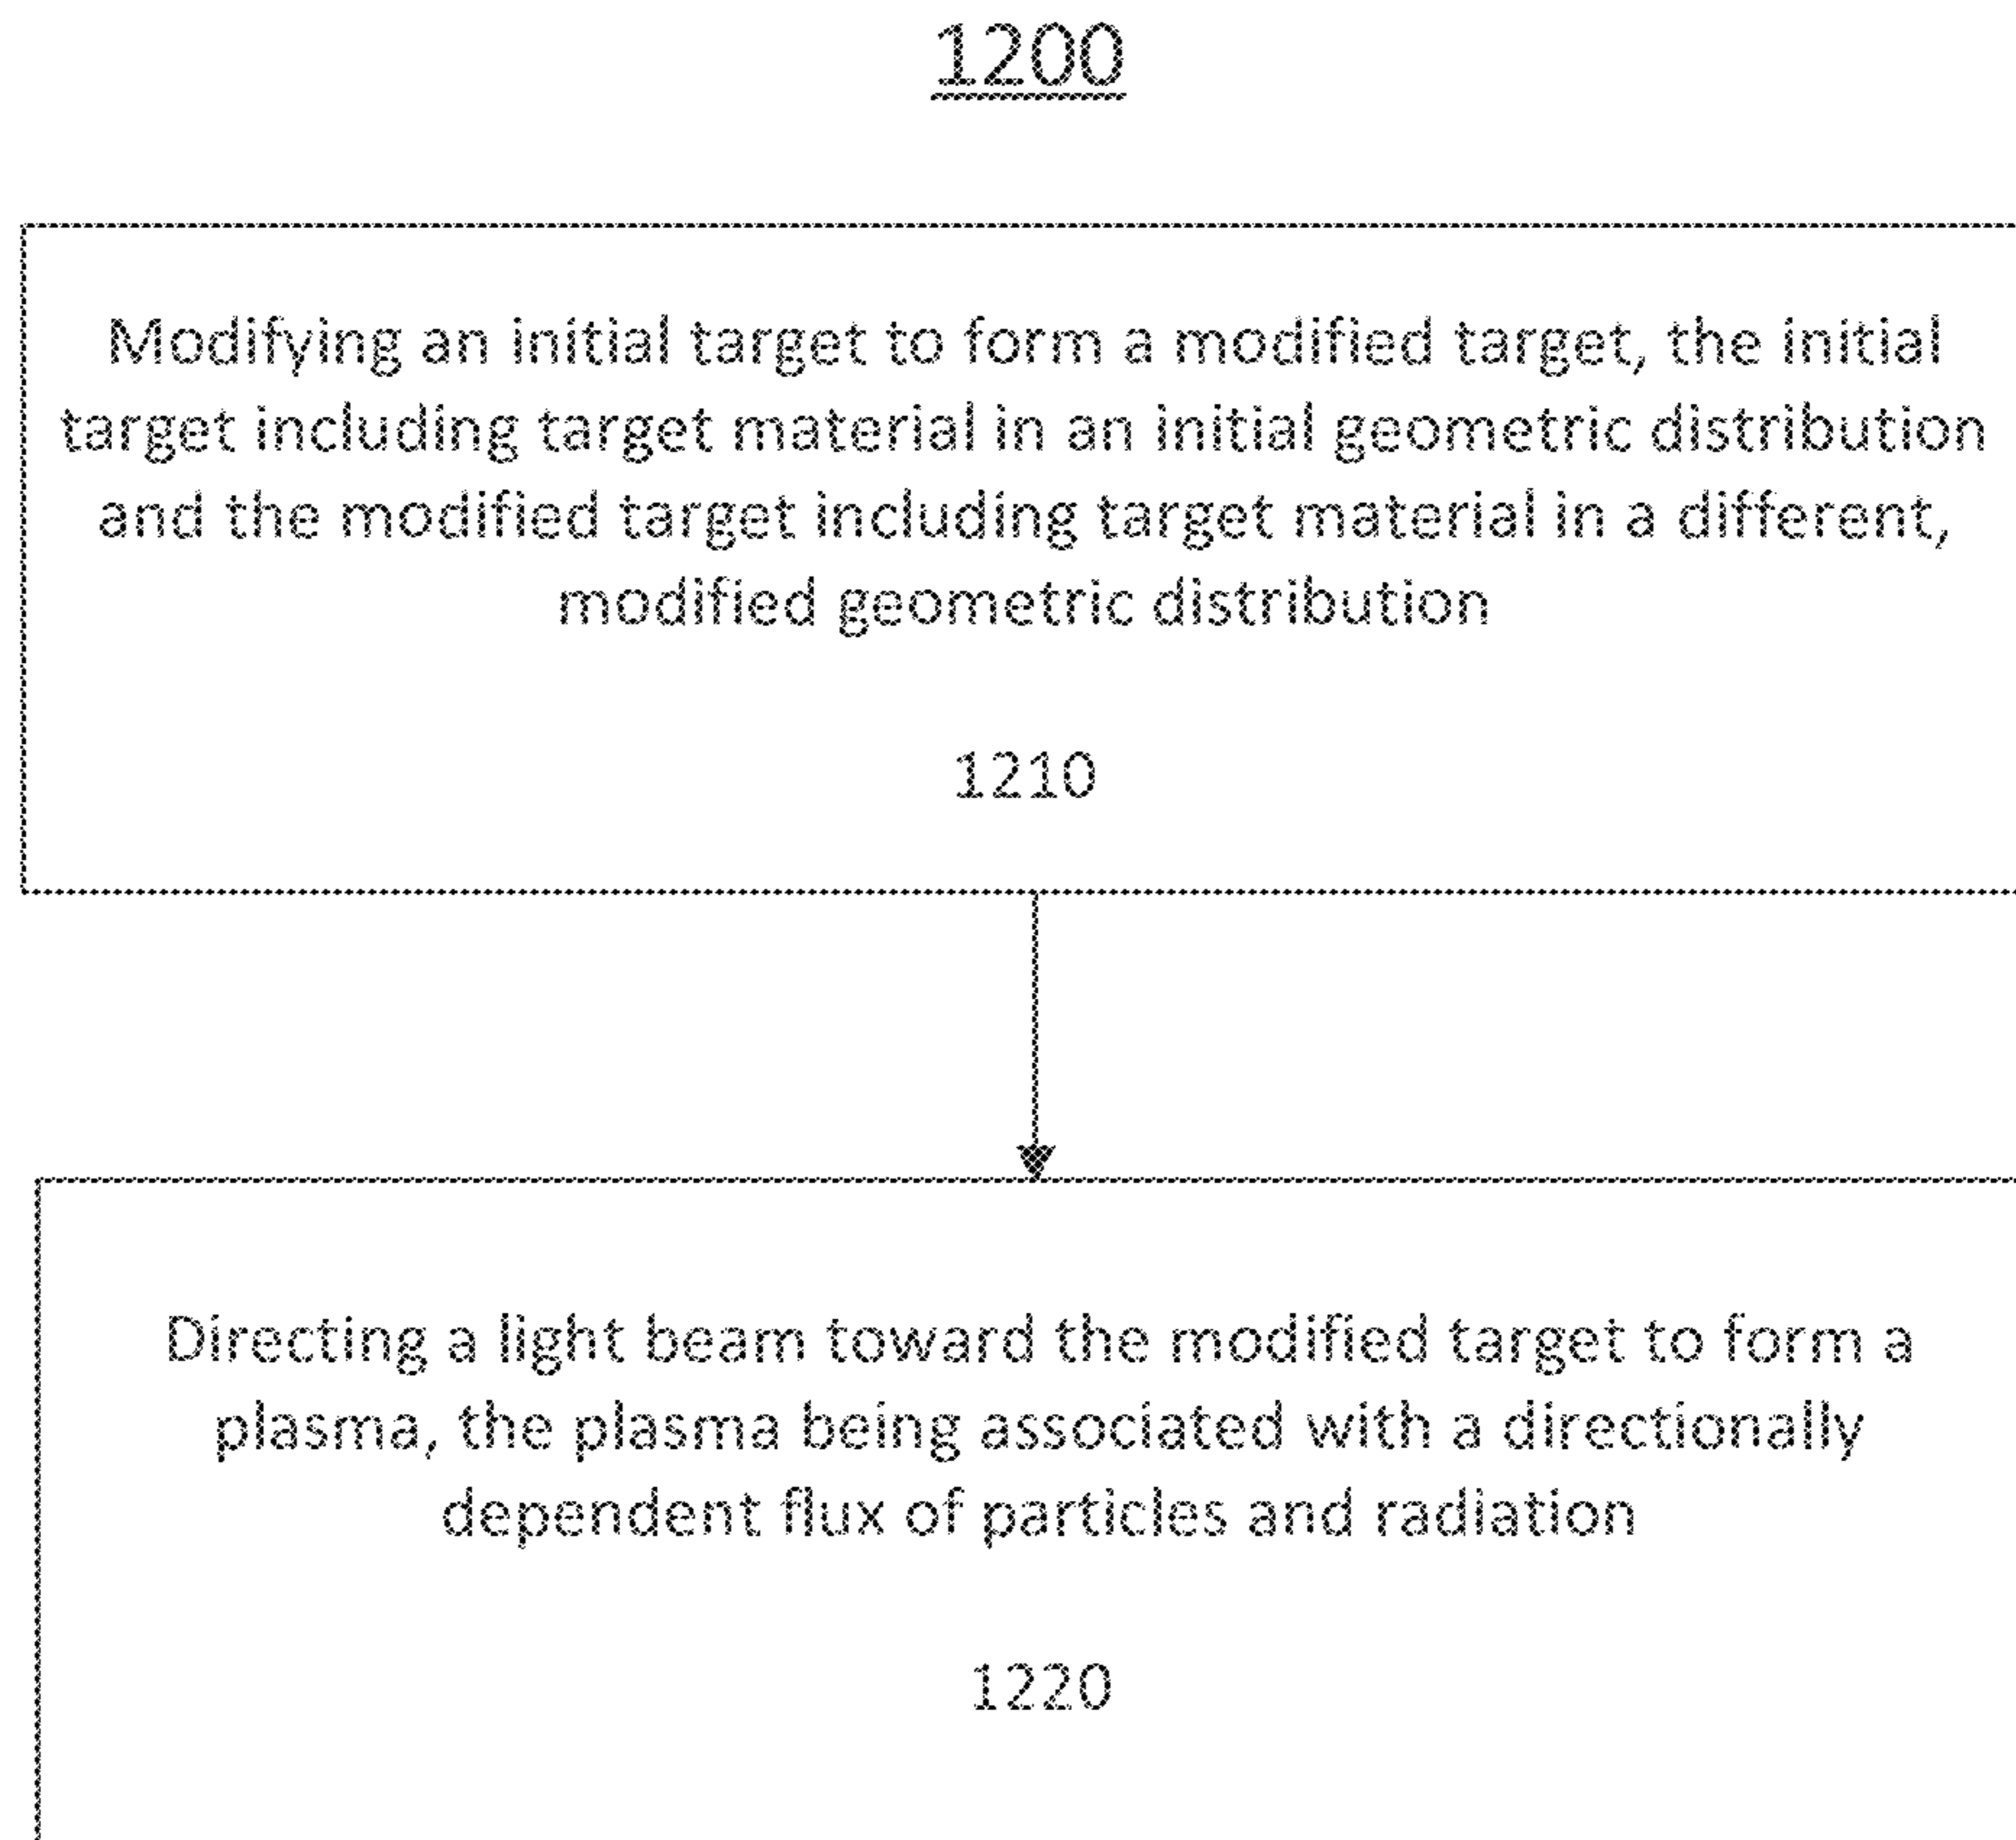 1200
Modifying an initial target to form a modified target, the initial
target including target material in an initial geometric distribution
and the modified target including target material in a different,
modified geometric distribution
1210
Directing a light beam toward the modified target to form a
plasma, the plasma being associated with a directionally
dependent flux of particles and radiation
1220